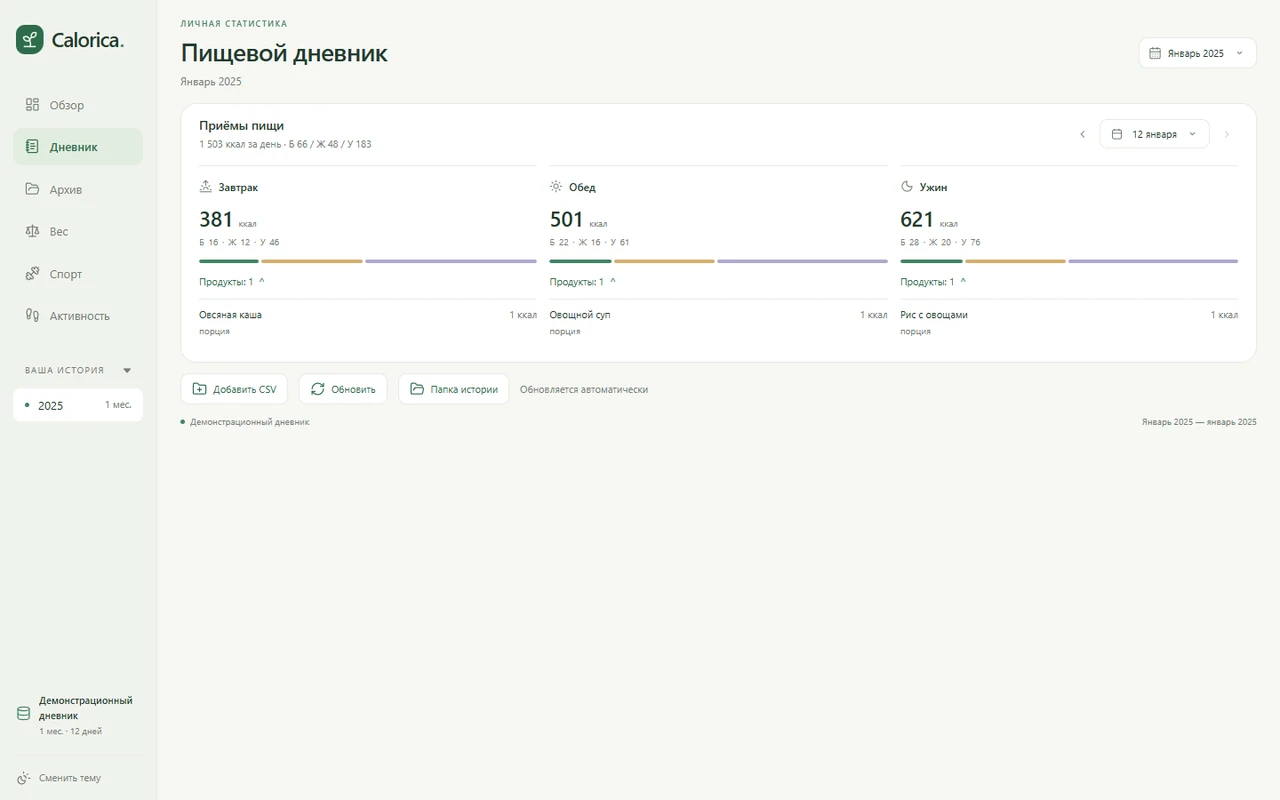 Calorica.
Обзор
Дневник
Архив
Вес
Спорт
Активность
ВАША ИСТОРИЯ
2025 1 мес.
Демонстрационный
дневник
1 мес. · 12 дней
Сменить тему
ЛИЧНАЯ СТАТИСТИКА
Пищевой дневник
Январь 2025
Январь 2025
Приёмы пищи
1 503 ккал за день · Б 66 / Ж 48 / У 183
12 января
Завтрак
381 ккал
Б 16 · Ж 12 · У 46
Продукты: 1
Овсяная каша 1 ккал
порция
Обед
501 ккал
Б 22 · Ж 16 · У 61
Продукты: 1
Овощной суп 1 ккал
порция
Ужин
621 ккал
Б 28 · Ж 20 · У 76
Продукты: 1
Рис с овощами 1 ккал
порция
Добавить CSV
Обновить
Папка истории
Обновляется автоматически
Демонстрационный дневник
Январь 2025 — январь 2025